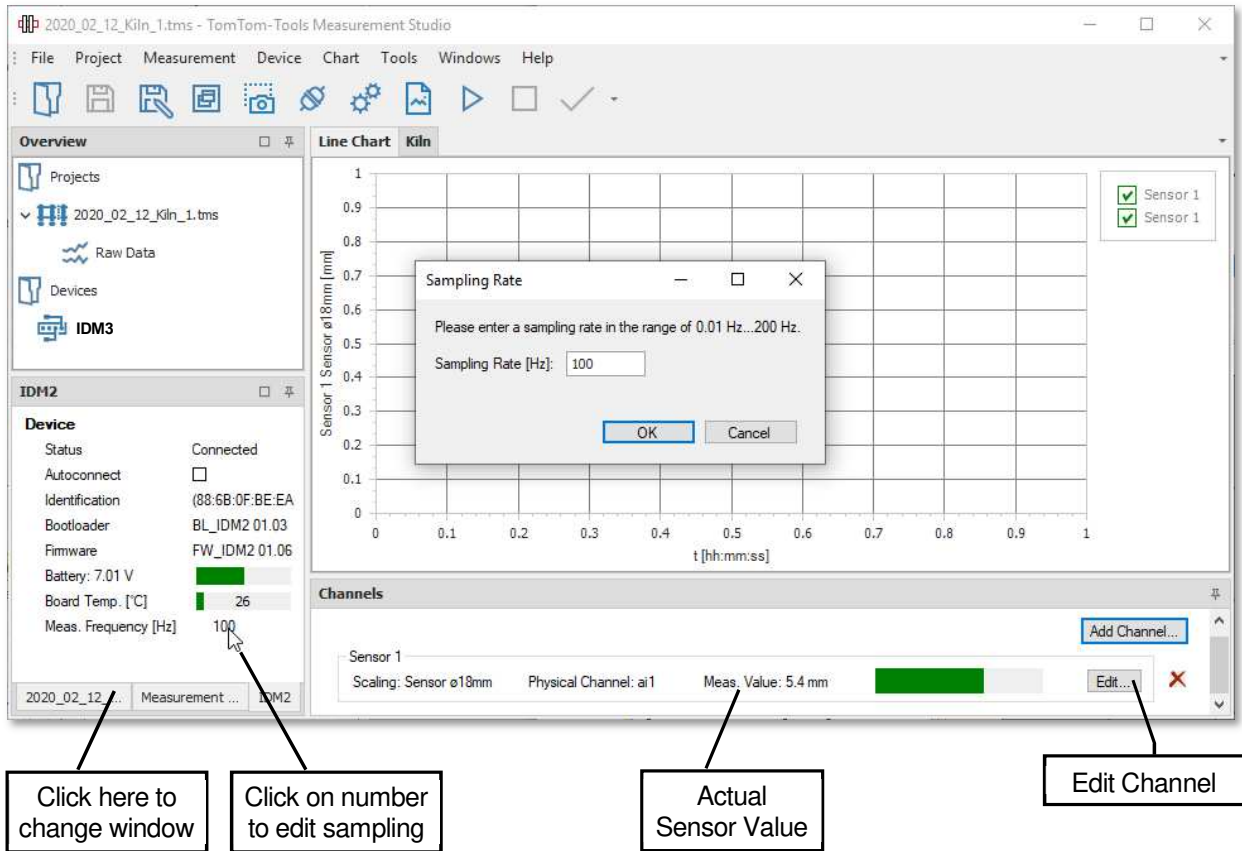 2020_02_12_Kiln_1.tms - TomTom-Tools Measurement Studio
File Project Measurement Device Chart Tools Windows Help
Overview
Projects
2020_02_12_Kiln_1.tms
Raw Data
Devices
IDM3
IDM2
Device
Status Connected
Autoconnect
Identification (88:6B:0F:BE:EA
Bootloader BL_IDM2 01.03
Firmware FW_IDM2 01.06
Battery: 7.01 V
Board Temp. [°C] 26
Meas. Frequency [Hz] 100
2020_02_12_... Measurement ... IDM2
Line Chart Kiln
1
0.9
0.8
0.7
0.6
0.5
0.4
0.3
0.2
0.1
0
Sensor 1 Sensor ø18mm [mm]
0 0.1 0.2 0.3 0.4 0.5 0.6 0.7 0.8 0.9 1
t [hh:mm:ss]
Sensor 1
Sensor 1
Sampling Rate
Please enter a sampling rate in the range of 0.01 Hz...200 Hz.
Sampling Rate [Hz]: 100
OK Cancel
Channels
Add Channel...
Sensor 1
Scaling: Sensor ø18mm Physical Channel: ai1 Meas. Value: 5.4 mm Edit...
Click here to
change window
Click on number
to edit sampling
Actual
Sensor Value
Edit Channel